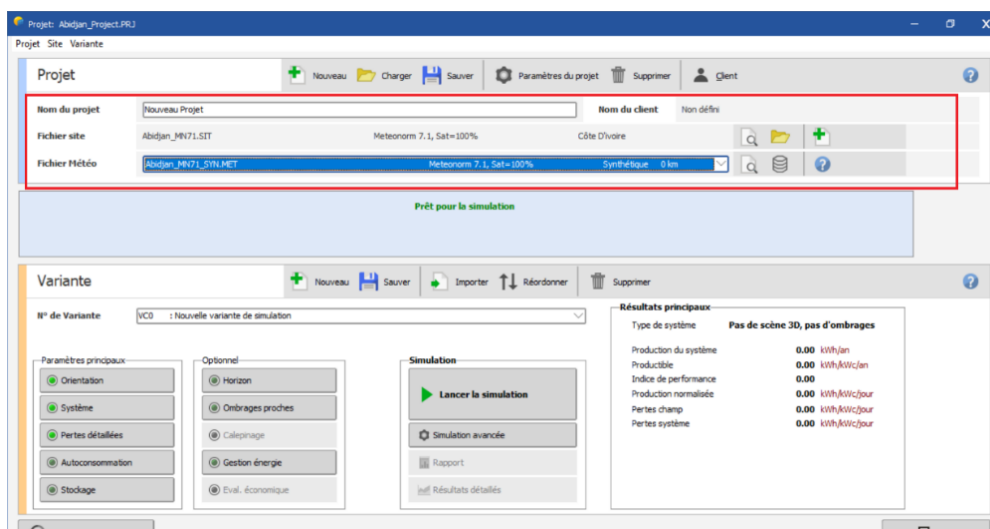 Projet: Abidjan_Project.PRJ
Projet Site Variante
Projet Nouveau Charger Sauver Paramètres du projet Supprimer Client
Nom du projet Nouveau Projet Nom du client Non défini
Fichier site Abidjan_MN71.SIT Meteonorm 7.1, Sat=100% Côte D'Ivoire
Fichier Météo Abidjan_MN71_SYN.MET Meteonorm 7.1, Sat=100% Synthétique 0 km
Prêt pour la simulation
Variante Nouveau Sauver Importer Réordonner Supprimer
N° de Variante VC0 : Nouvelle variante de simulation
Paramètres principaux
Orientation
Système
Pertes détaillées
Autoconsommation
Stockage
Optionnel
Horizon
Ombrages proches
Calepinage
Gestion énergie
Eval. économique
Simulation
Lancer la simulation
Simulation avancée
Rapport
Résultats détaillés
Résultats principaux
Type de système Pas de scène 3D, pas d'ombrages
Production du système 0.00 kWh/an
Productible 0.00 kWh/kWc/an
Indice de performance 0.00
Production normalisée 0.00 kWh/kWc/jour
Pertes champ 0.00 kWh/kWc/jour
Pertes système 0.00 kWh/kWc/jour